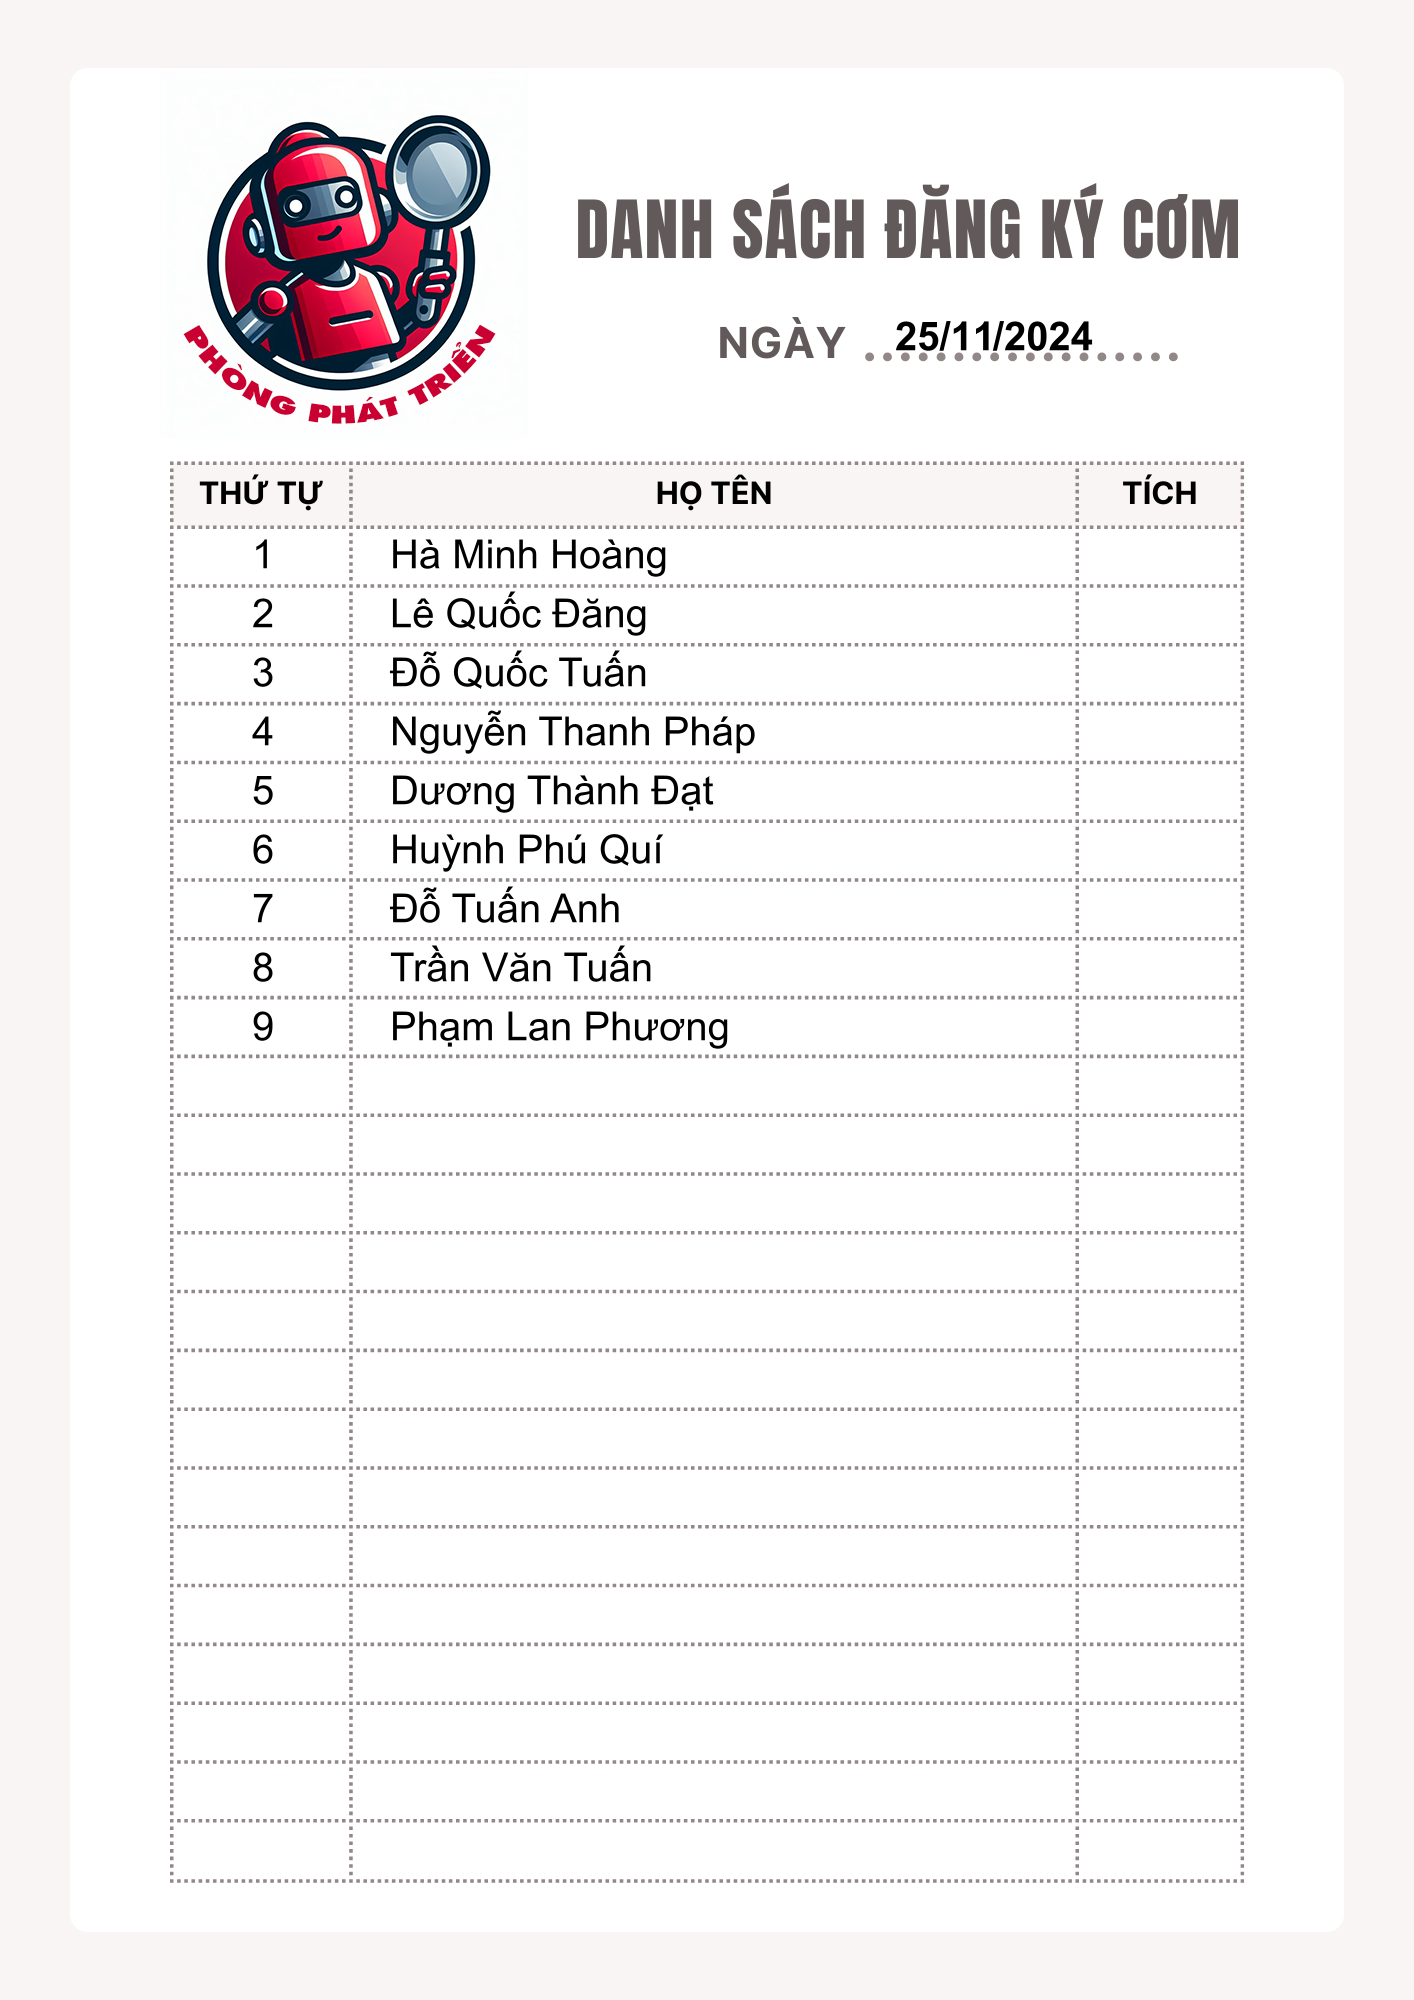 DANH SÁCH ĐĂNG KÝ CƠM
NGÀY 25/11/2024
PHÒNG PHÁT TRIỂN
THỨ TỰ HỌ TÊN TÍCH
1 Hà Minh Hoàng
2 Lê Quốc Đăng
3 Đỗ Quốc Tuấn
4 Nguyễn Thanh Pháp
5 Dương Thành Đạt
6 Huỳnh Phú Quí
7 Đỗ Tuấn Anh
8 Trần Văn Tuấn
9 Phạm Lan Phương